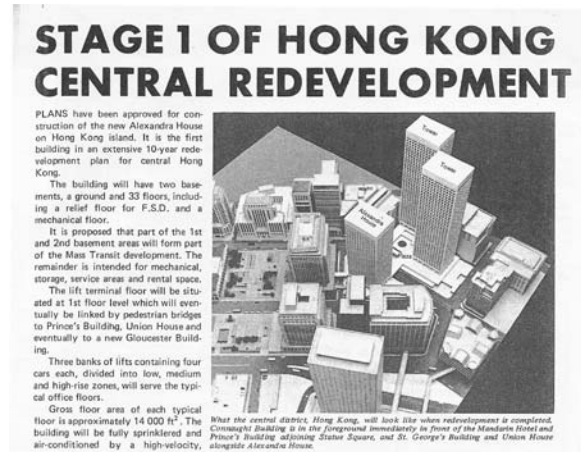 STAGE 1 OF HONG KONG
CENTRAL REDEVELOPMENT
PLANS have been approved for con-
struction of the new Alexandra House
on Hong Kong island. It is the first
building in an extensive 10-year rede-
velopment plan for central Hong
Kong.
The building will have two base-
ments, a ground and 33 floors, includ-
ing a relief floor for F.S.D. and a
mechanical floor.
It is proposed that part of the 1st
and 2nd basement areas will form part
of the Mass Transit development. The
remainder is intended for mechanical,
storage, service areas and rental space.
The lift terminal floor will be situ-
ated at 1st floor level which will even-
tually be linked by pedestrian bridges
to Prince's Building, Union House and
eventually to a new Gloucester Build-
ing.
Three banks of lifts containing four
cars each, divided into low, medium
and high-rise zones, will serve the typi-
cal office floors.
Gross floor area of each typical
floor is approximately 14 000 ft². The
building will be fully sprinklered and
air-conditioned by a high-velocity,
Tower
Tower
Alexandra
House
Plaza
What the central district, Hong Kong, will look like when redevelopment is completed.
Connaught Building is in the foreground immediately in front of the Mandarin Hotel and
Prince's Building adjoining Statue Square, and St. George's Building and Union House
alongside Alexandra House.